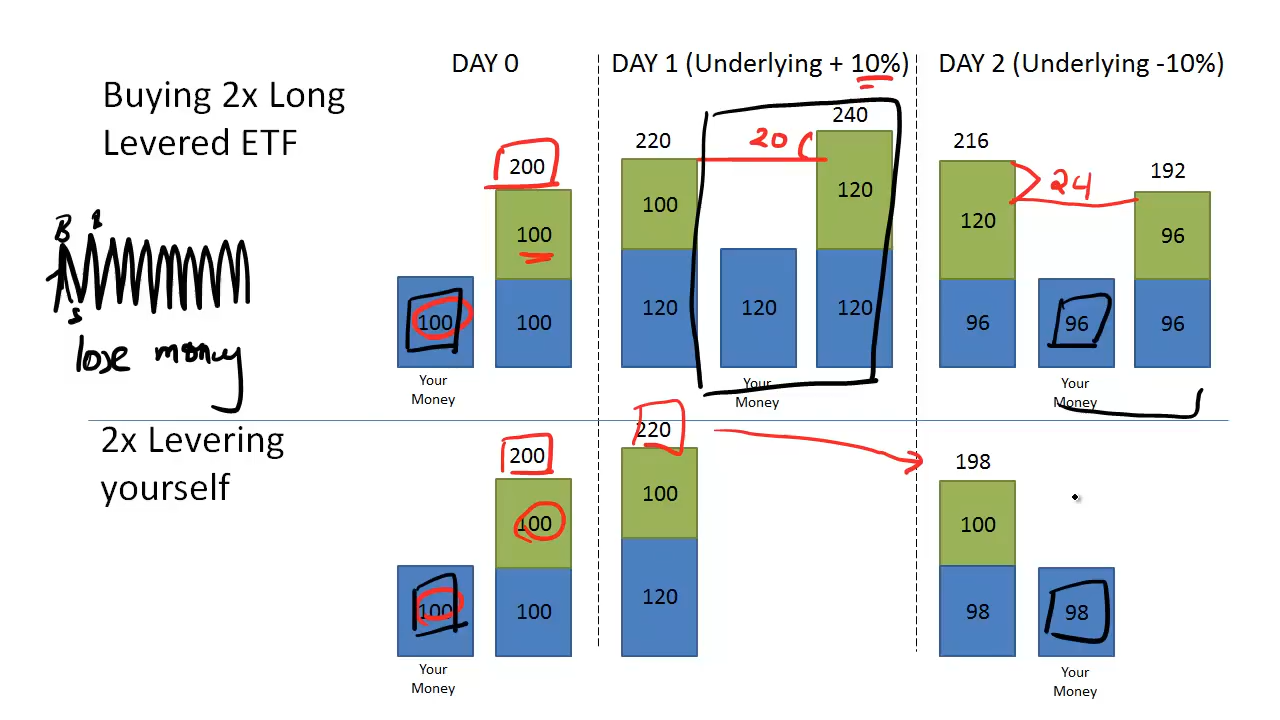 DAY 0
DAY 1 (Underlying + 10%)
DAY 2 (Underlying -10%)
Buying 2x Long
Levered ETF
200
100
100
100
Your
Money
220
100
120
20
240
120
120
120
Your
Money
216
120
96
24
192
96
96
96
Your
Money
B
B
S
lose money
2x Levering
yourself
200
100
100
100
Your
Money
220
100
120
198
100
98
98
Your
Money